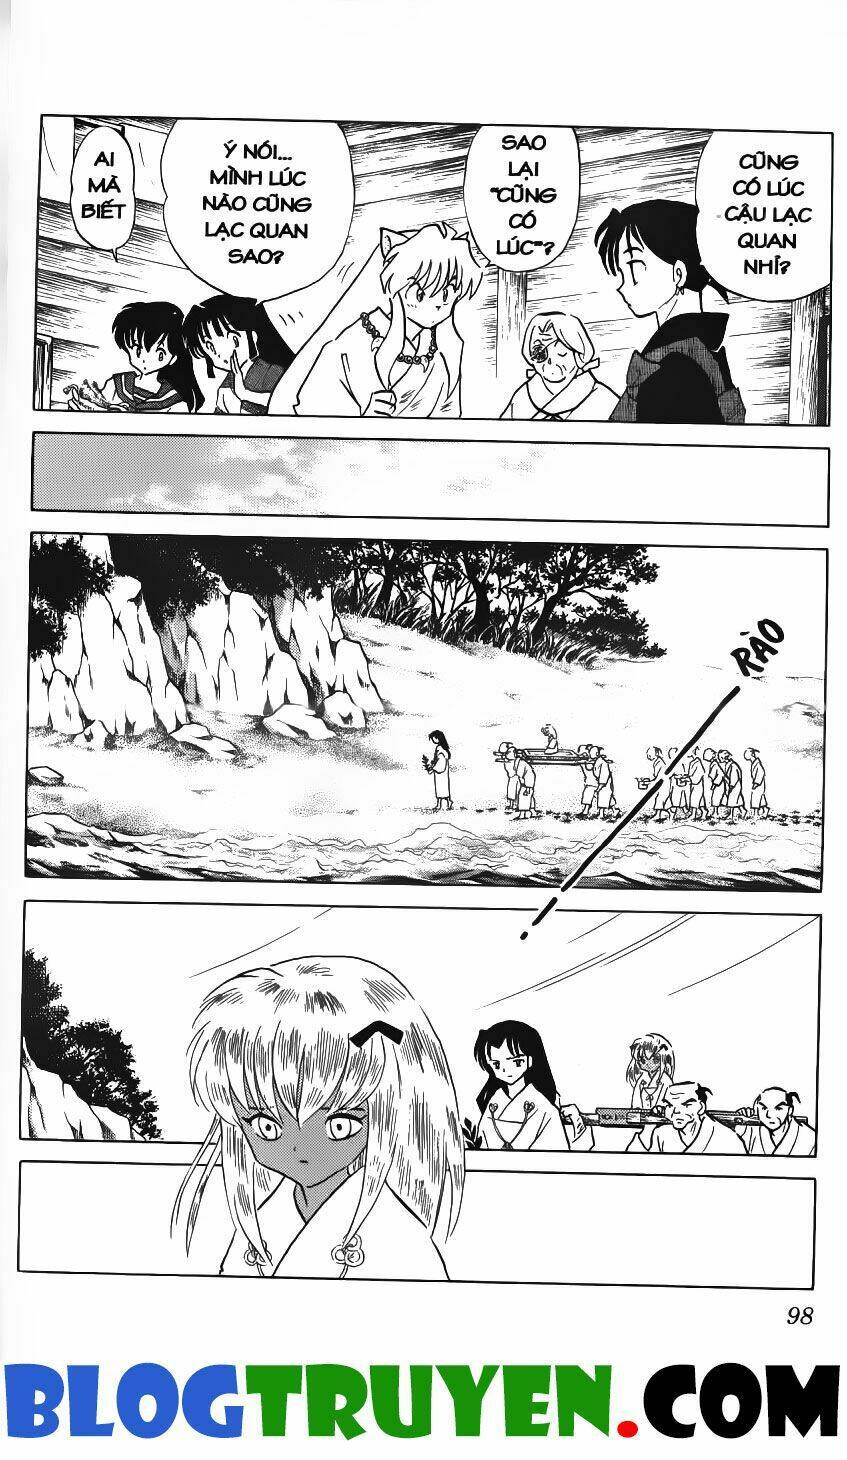 CŨNG
CÓ LÚC
CẬU LẠC
QUAN
NHỈ?
SAO
LẠI
"CŨNG
CÓ
LÚC"?
Ý NÓI...
MÌNH LÚC
NÀO CŨNG
LẠC QUAN
SAO?
AI
MÀ
BIẾT
RÀO
98
BLOGTRUYEN.COM